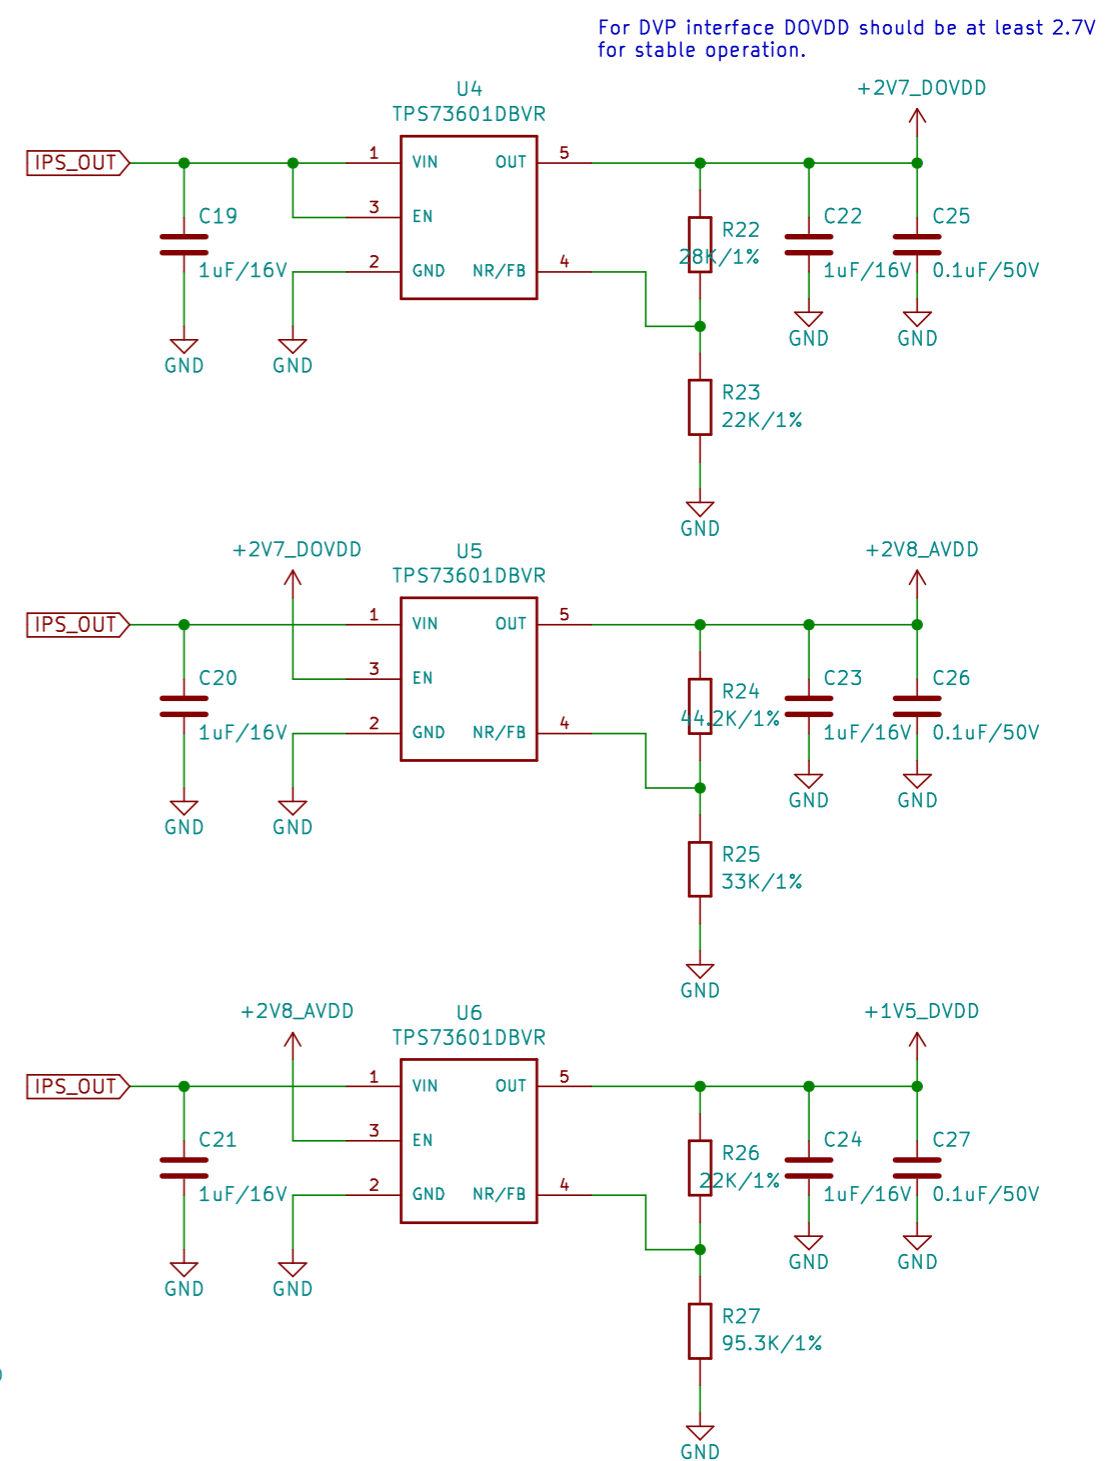 For DVP interface DOVDD should be at least 2.7V
for stable operation.
+2V7_DOVDD
U4
TPS73601DBVR
IPS_OUT
1 VIN OUT 5
3 EN
2 GND NR/FB 4
C19
1uF/16V
R22
28K/1%
C22
1uF/16V
C25
0.1uF/50V
GND
GND
GND
GND
R23
22K/1%
GND
+2V7_DOVDD
U5
TPS73601DBVR
+2V8_AVDD
IPS_OUT
1 VIN OUT 5
3 EN
2 GND NR/FB 4
C20
1uF/16V
R24
44.2K/1%
C23
1uF/16V
C26
0.1uF/50V
GND
GND
GND
GND
R25
33K/1%
GND
+2V8_AVDD
U6
TPS73601DBVR
+1V5_DVDD
IPS_OUT
1 VIN OUT 5
3 EN
2 GND NR/FB 4
C21
1uF/16V
R26
22K/1%
C24
1uF/16V
C27
0.1uF/50V
GND
GND
GND
GND
R27
95.3K/1%
GND